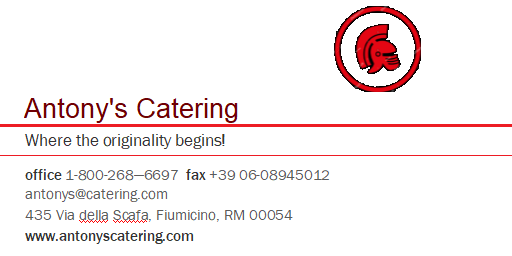 Antony's Catering
Where the originality begins!
office 1-800-268—6697 fax +39 06-08945012
antonys@catering.com
435 Via della Scafa, Fiumicino, RM 00054
www.antonyscatering.com